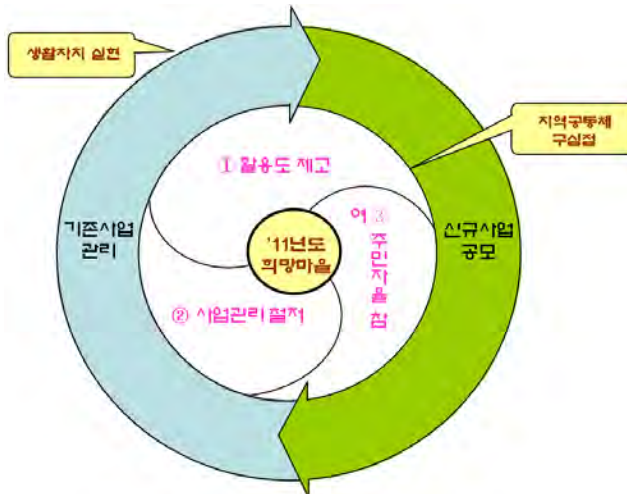 생활자치 실현
지역공동체
구심점
① 활용도 제고
기존사업
관리
'11년도
희망마을
여 ③
주
민
자
율
참
신규사업
공모
② 사업관리 철저